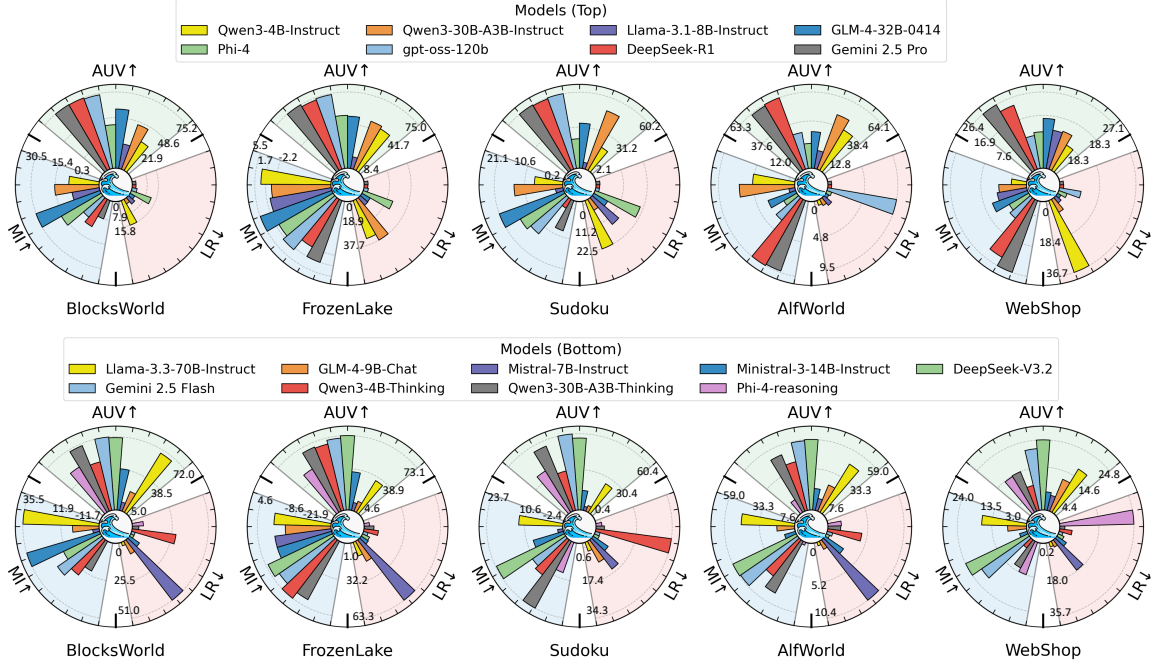 Models (Top)
Qwen3-4B-Instruct Qwen3-30B-A3B-Instruct Llama-3.1-8B-Instruct GLM-4-32B-0414
Phi-4 gpt-oss-120b DeepSeek-R1 Gemini 2.5 Pro
AUV↑ AUV↑ AUV↑ AUV↑ AUV↑
75.2 48.6 21.9 30.5 15.4 0.3 0 7.9 15.8 MI↑ LR↓
75.0 41.7 8.4 5.5 1.7 -2.2 0 18.9 37.7 MI↑ LR↓
60.2 31.2 2.1 21.1 10.6 0.2 0 11.2 22.5 MI↑ LR↓
64.1 38.4 12.8 63.3 37.6 12.0 0 4.8 9.5 MI↑ LR↓
27.1 18.3 18.3 26.4 16.9 7.6 0 18.4 36.7 MI↑ LR↓
BlocksWorld FrozenLake Sudoku AlfWorld WebShop
Models (Bottom)
Llama-3.3-70B-Instruct GLM-4-9B-Chat Mistral-7B-Instruct Ministral-3-14B-Instruct DeepSeek-V3.2
Gemini 2.5 Flash Qwen3-4B-Thinking Qwen3-30B-A3B-Thinking Phi-4-reasoning
AUV↑ AUV↑ AUV↑ AUV↑ AUV↑
72.0 38.5 5.0 35.5 11.9 -11.7 0 25.5 51.0 MI↑ LR↓
73.1 38.9 4.6 4.6 -8.6 -21.9 1.0 32.2 63.3 MI↑ LR↓
60.4 30.4 0.4 23.7 10.6 -2.4 0.6 17.4 34.3 MI↑ LR↓
59.0 33.3 7.6 59.0 33.3 7.6 0 5.2 10.4 MI↑ LR↓
24.8 14.6 4.4 24.0 13.5 3.0 0.2 18.0 35.7 MI↑ LR↓
BlocksWorld FrozenLake Sudoku AlfWorld WebShop